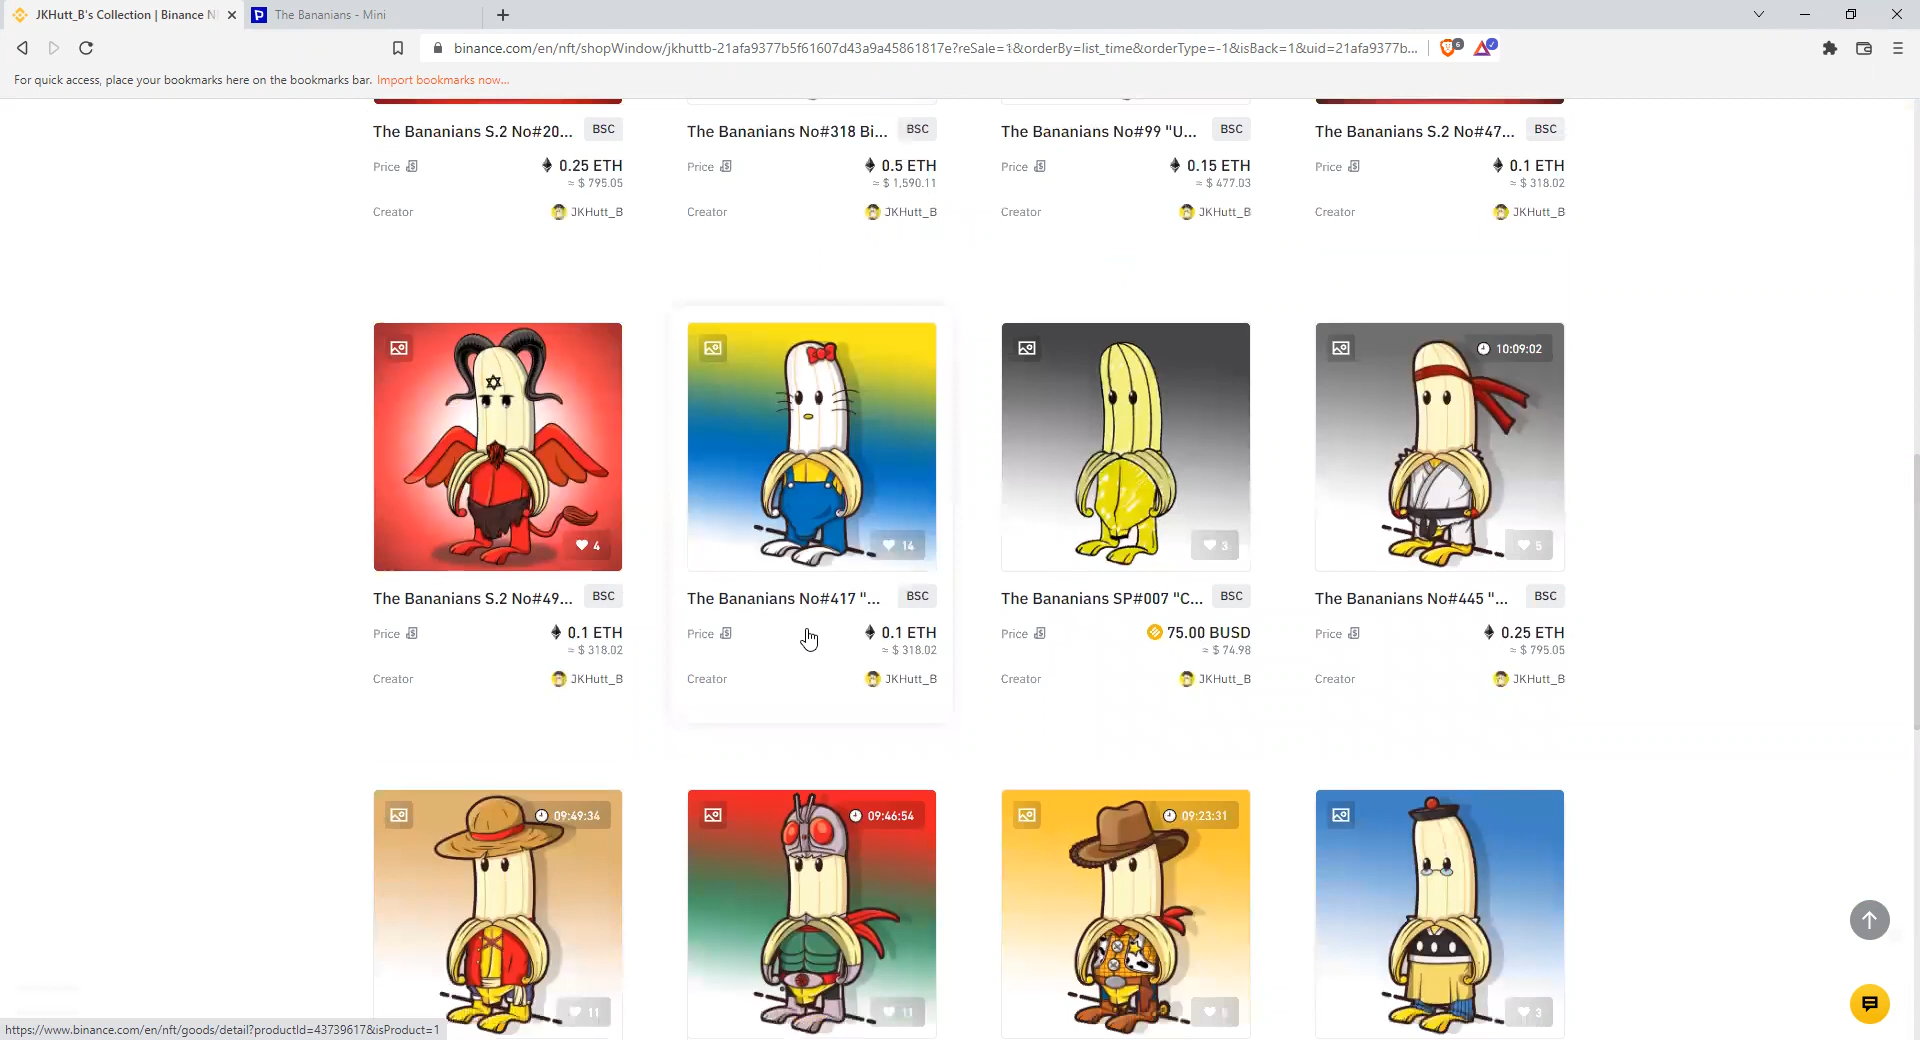 JKHutt_B's Collection | Binance N
The Bananians - Mini
binance.com/en/nft/shopWindow/jkhuttb-21afa9377b5f61607d43a9a45861817e?reSale=1&orderBy=list_time&orderType=-1&isBack=1&uid=21afa9377b...
6
For quick access, place your bookmarks here on the bookmarks bar. Import bookmarks now...
The Bananians S.2 No#20... BSC
Price 0.25 ETH
≈ $ 795.05
Creator JKHutt_B
The Bananians No#318 Bi... BSC
Price 0.5 ETH
≈ $ 1,590.11
Creator JKHutt_B
The Bananians No#99 "U... BSC
Price 0.15 ETH
≈ $ 477.03
Creator JKHutt_B
The Bananians S.2 No#47... BSC
Price 0.1 ETH
≈ $ 318.02
Creator JKHutt_B
4
The Bananians S.2 No#49... BSC
Price 0.1 ETH
≈ $ 318.02
Creator JKHutt_B
14
The Bananians No#417 "... BSC
Price 0.1 ETH
≈ $ 318.02
Creator JKHutt_B
3
The Bananians SP#007 "C... BSC
Price 75.00 BUSD
≈ $ 74.98
Creator JKHutt_B
10:09:02
5
The Bananians No#445 "... BSC
Price 0.25 ETH
≈ $ 795.05
Creator JKHutt_B
09:49:34
11
09:46:54
11
09:23:31
3
https://www.binance.com/en/nft/goods/detail?productId=43739617&isProduct=1